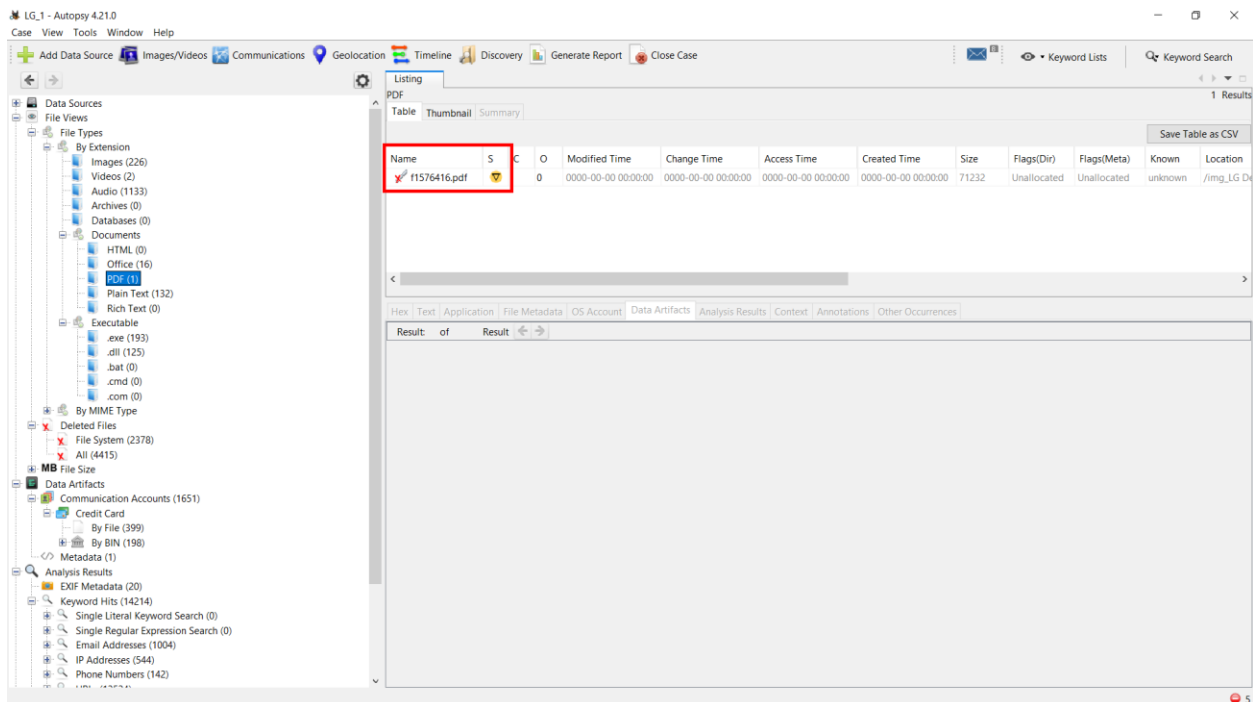 LG_1 - Autopsy 4.21.0
Case View Tools Window Help
Add Data Source Images/Videos Communications Geolocation Timeline Discovery Generate Report Close Case Keyword Lists Keyword Search
Data Sources
File Views
File Types
By Extension
Images (226)
Videos (2)
Audio (1133)
Archives (0)
Databases (0)
Documents
HTML (0)
Office (16)
PDF (1)
Plain Text (132)
Rich Text (0)
Executable
.exe (193)
.dll (125)
.bat (0)
.cmd (0)
.com (0)
By MIME Type
Deleted Files
File System (2378)
All (4415)
MB File Size
Data Artifacts
Communication Accounts (1651)
Credit Card
By File (399)
By BIN (198)
Metadata (1)
Analysis Results
EXIF Metadata (20)
Keyword Hits (14214)
Single Literal Keyword Search (0)
Single Regular Expression Search (0)
Email Addresses (1004)
IP Addresses (544)
Phone Numbers (142)
Listing
PDF 1 Results
Table Thumbnail Summary
Save Table as CSV
Name S C O Modified Time Change Time Access Time Created Time Size Flags(Dir) Flags(Meta) Known Location
f1576416.pdf 0 0000-00-00 00:00:00 0000-00-00 00:00:00 0000-00-00 00:00:00 0000-00-00 00:00:00 71232 Unallocated Unallocated unknown /img_LG De
Hex Text Application File Metadata OS Account Data Artifacts Analysis Results Context Annotations Other Occurrences
Result: of Result
5